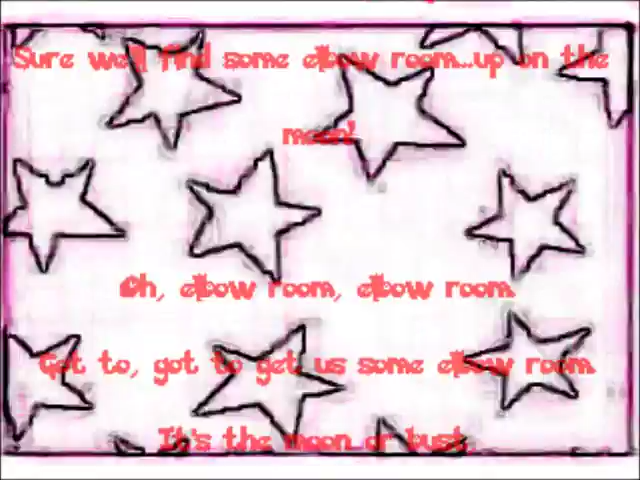 Sure we'll find some elbow room...up on the
moon!
Oh, elbow room, elbow room.
Got to, got to get us some elbow room.
It's the moon or bust.